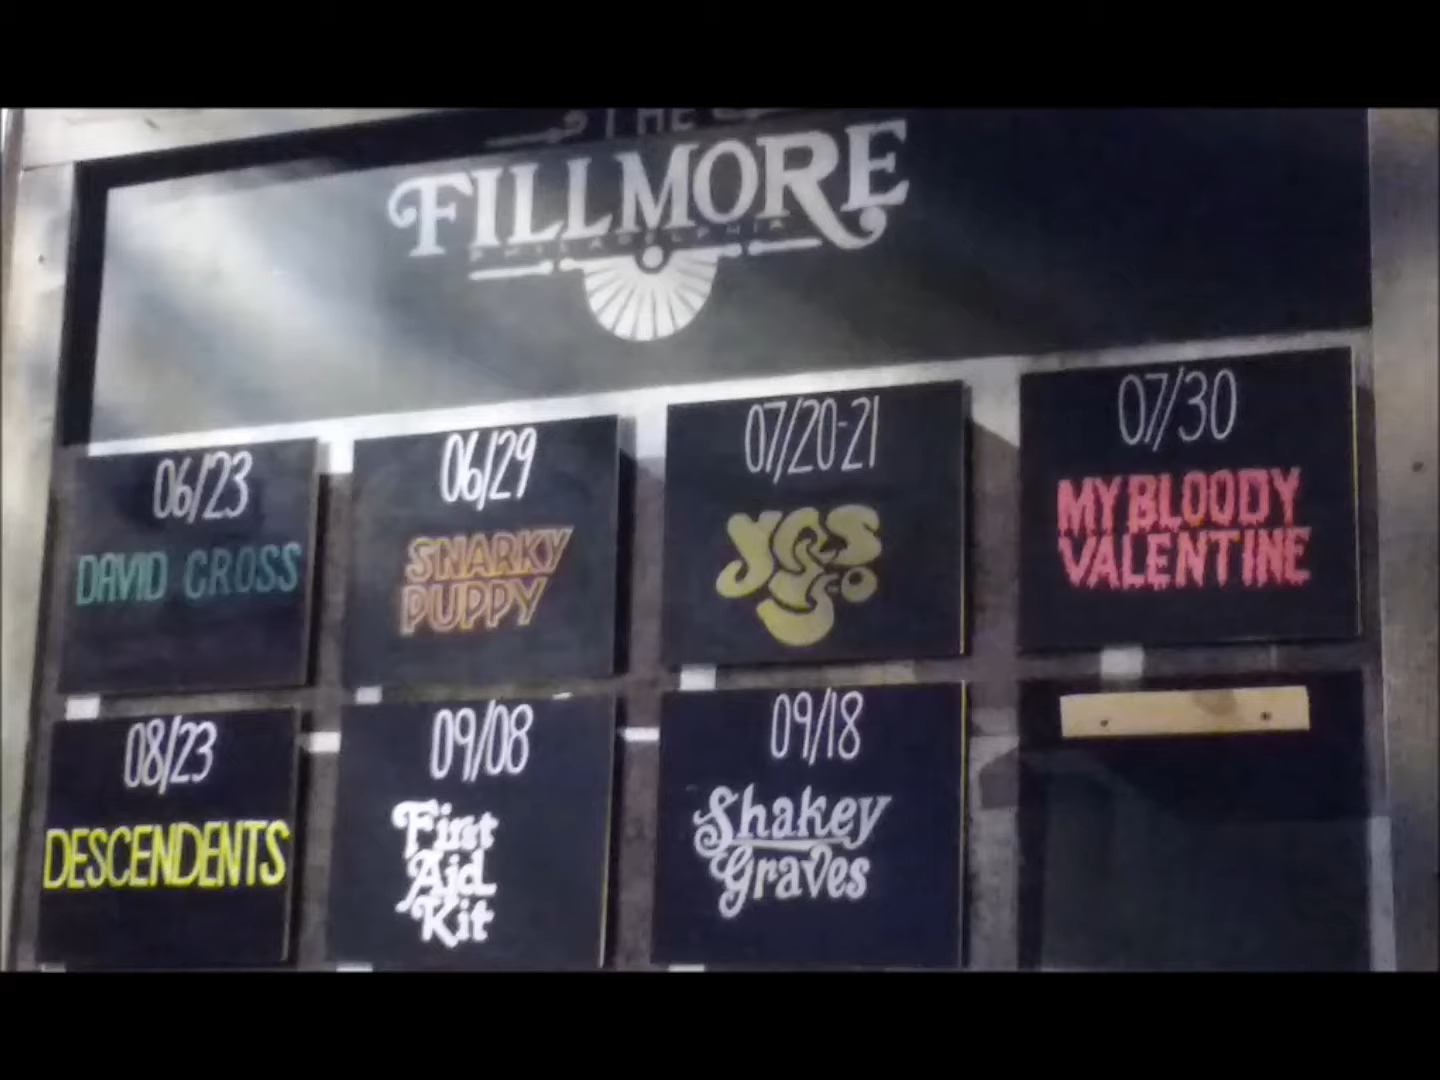 THE
FILLMORE
PHILADELPHIA
06/23
DAVID CROSS
06/29
SNARKY
PUPPY
07/20-21
yes
07/30
MY BLOODY
VALENTINE
08/23
DESCENDENTS
09/08
First
Aid
Kit
09/18
Shakey
Graves